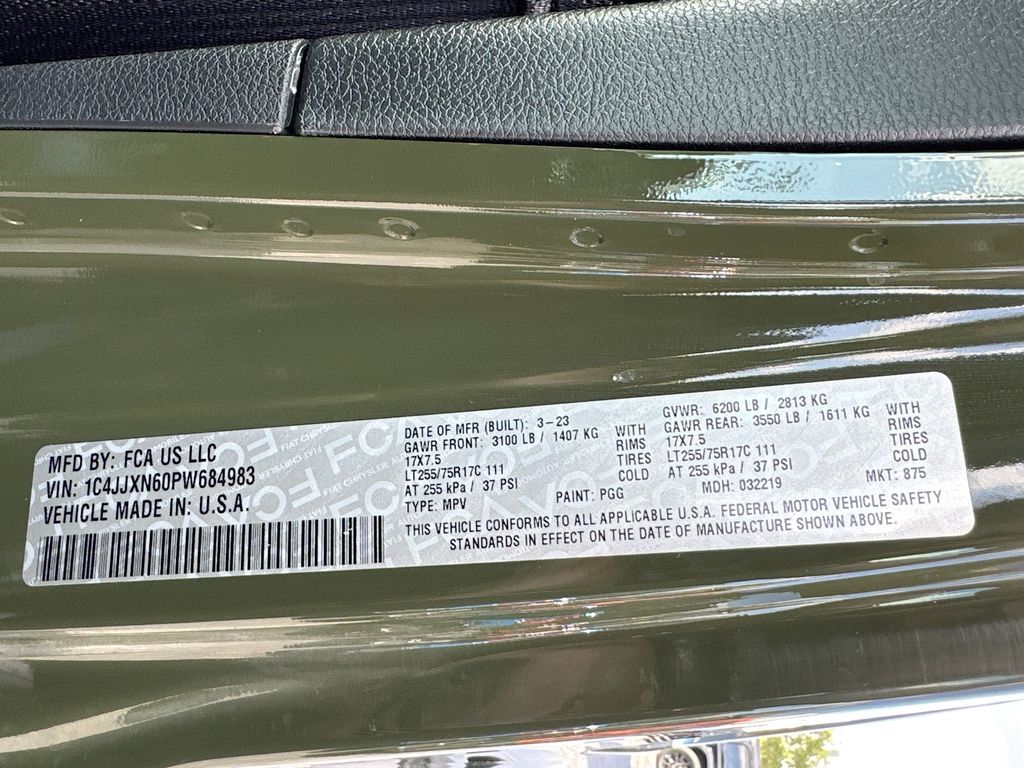 MFD BY: FCA US LLC
VIN: 1C4JJXN60PW684983
VEHICLE MADE IN: U.S.A.
DATE OF MFR (BUILT): 3-23
GAWR FRONT: 3100 LB / 1407 KG WITH
17X7.5 RIMS
LT255/75R17C 111 TIRES
AT 255 kPa / 37 PSI COLD
TYPE: MPV PAINT: PGG
GVWR: 6200 LB / 2813 KG
GAWR REAR: 3550 LB / 1611 KG WITH
17X7.5 RIMS
LT255/75R17C 111 TIRES
AT 255 kPa / 37 PSI COLD
MDH: 032219 MKT: 875
THIS VEHICLE CONFORMS TO ALL APPLICABLE U.S.A. FEDERAL MOTOR VEHICLE SAFETY
STANDARDS IN EFFECT ON THE DATE OF MANUFACTURE SHOWN ABOVE.